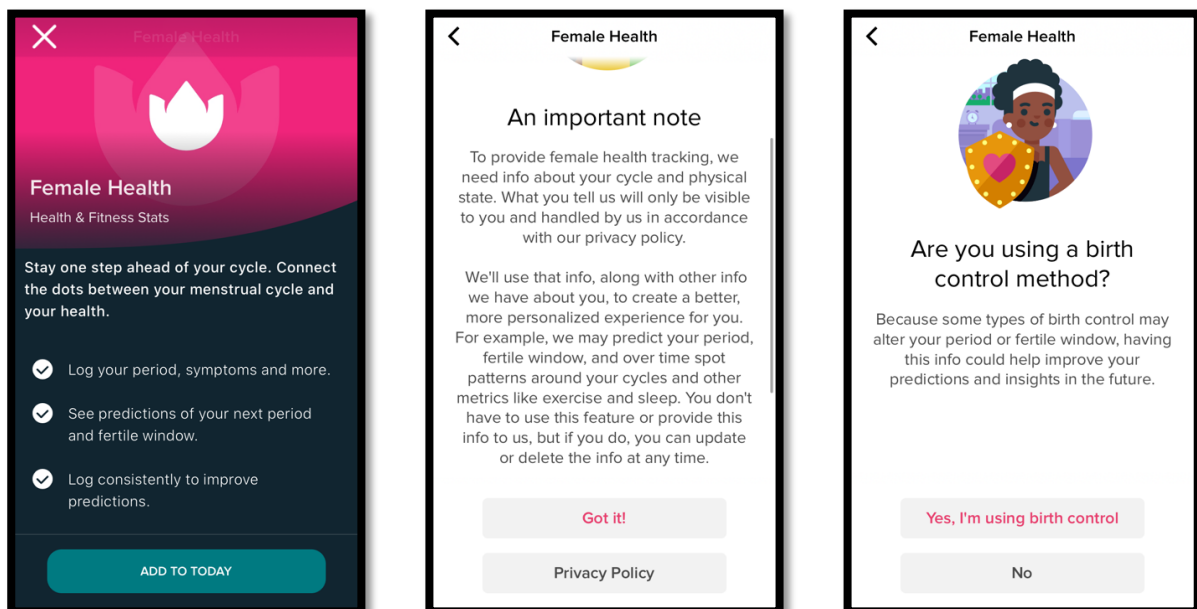 Female Health
Female Health
Health & Fitness Stats
Stay one step ahead of your cycle. Connect
the dots between your menstrual cycle and
your health.
Log your period, symptoms and more.
See predictions of your next period
and fertile window.
Log consistently to improve
predictions.
ADD TO TODAY
Female Health
An important note
To provide female health tracking, we
need info about your cycle and physical
state. What you tell us will only be visible
to you and handled by us in accordance
with our privacy policy.
We'll use that info, along with other info
we have about you, to create a better,
more personalized experience for you.
For example, we may predict your period,
fertile window, and over time spot
patterns around your cycles and other
metrics like exercise and sleep. You don't
have to use this feature or provide this
info to us, but if you do, you can update
or delete the info at any time.
Got it!
Privacy Policy
Female Health
Are you using a birth
control method?
Because some types of birth control may
alter your period or fertile window, having
this info could help improve your
predictions and insights in the future.
Yes, I'm using birth control
No